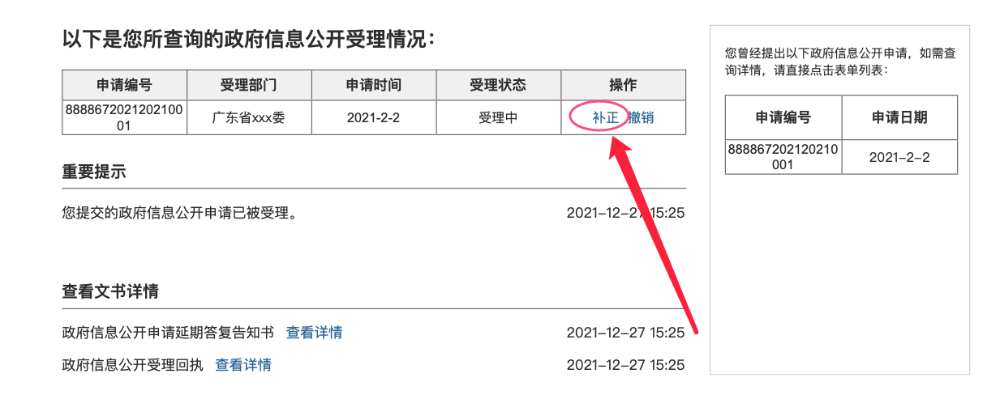 以下是您所查询的政府信息公开受理情况：
申请编号 受理部门 申请时间 受理状态 操作
8888672021202100
01
广东省xxx委 2021-2-2 受理中 补正 撤销
重要提示
您提交的政府信息公开申请已被受理。 2021–12–27 15:25
查看文书详情
政府信息公开申请延期答复告知书 查看详情 2021–12–27 15:25
政府信息公开受理回执 查看详情 2021–12–27 15:25
您曾经提出以下政府信息公开申请，如需查
询详情，请直接点击表单列表：
申请编号 申请日期
888867202120210
001
2021–2–2